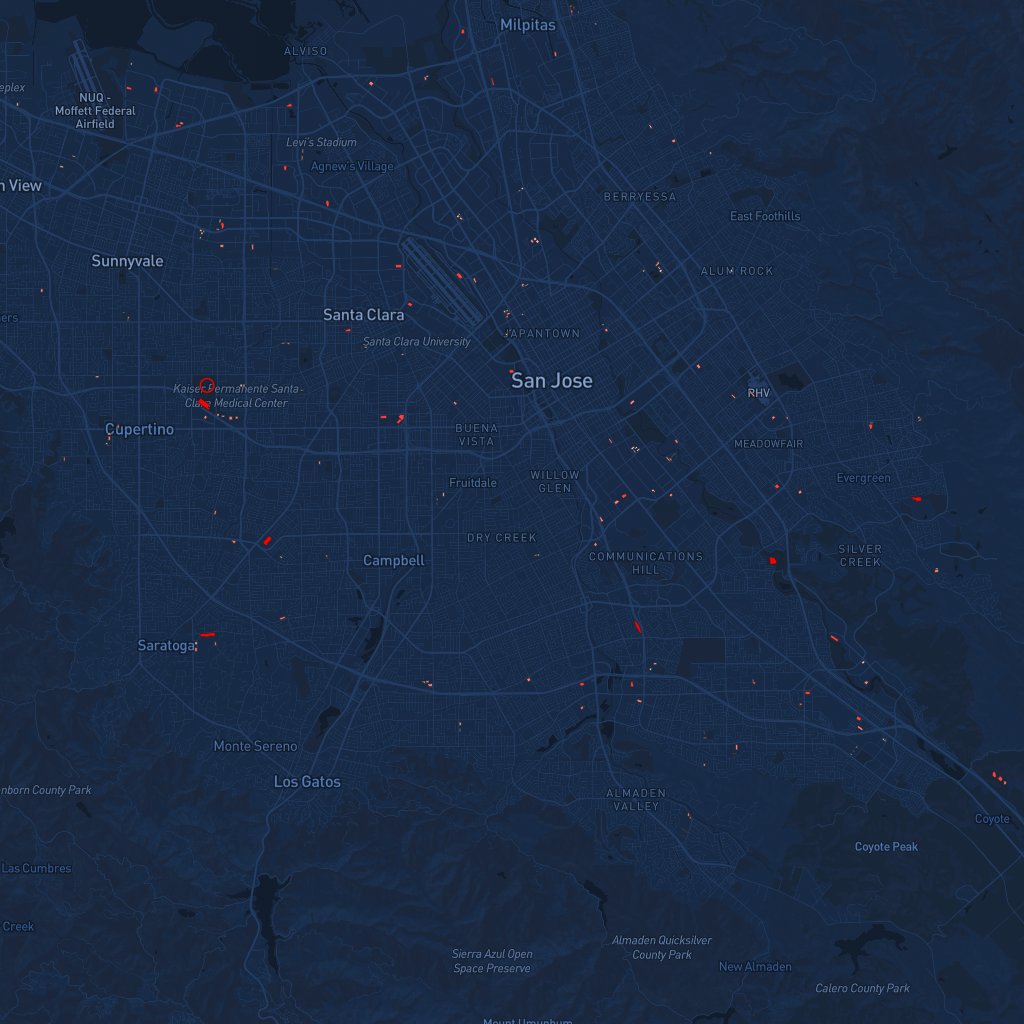 Milpitas
ALVISO
eplex
NUQ -
Moffett Federal
Airfield
Levi's Stadium
Agnew's Village
n View
BERRYESSA
East Foothills
Sunnyvale
ALUM ROCK
Santa Clara
ers
APANTOWN
Santa Clara University
San Jose
Kaiser Permanente Santa-
Clara Medical Center
RHV
Cupertino
BUENA
VISTA
MEADOWFAIR
WILLOW
GLEN
Fruitdale
Evergreen
DRY CREEK
COMMUNICATIONS
HILL
SILVER
CREEK
Campbell
Saratoga
Monte Sereno
Los Gatos
anborn County Park
ALMADEN
VALLEY
Coyote
Coyote Peak
Las Cumbres
Creek
Sierra Azul Open
Space Preserve
Almaden Quicksilver
County Park
New Almaden
Calero County Park
Mount Umunhum